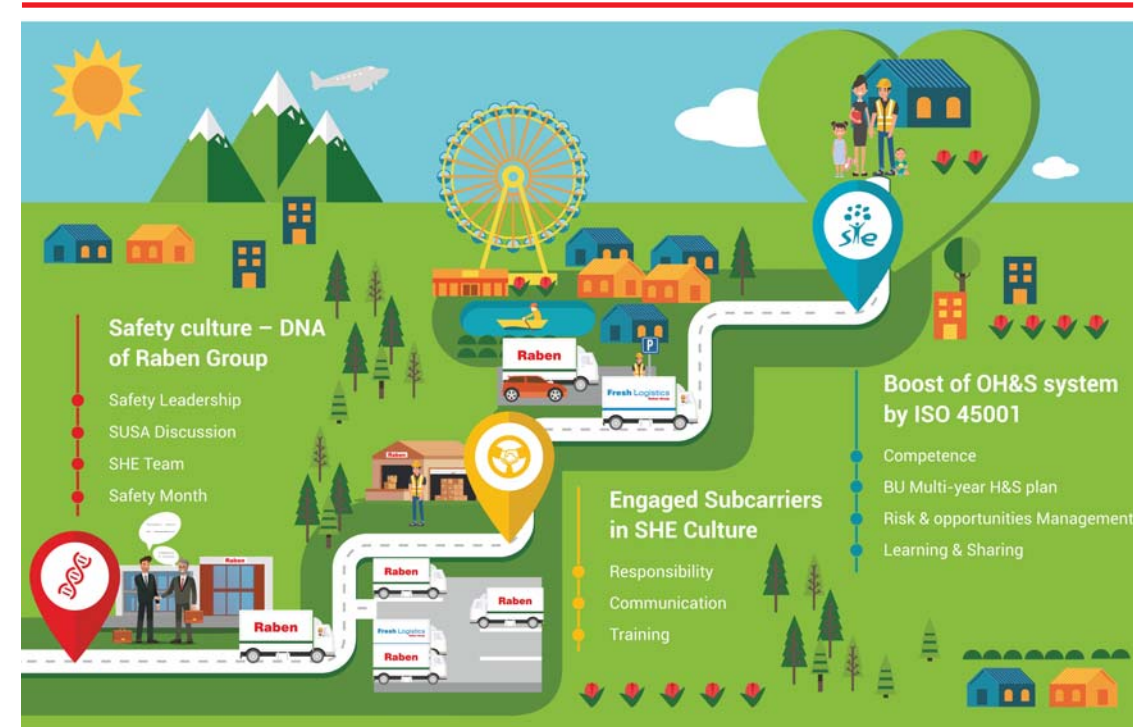 Safety culture – DNA
of Raben Group
Safety Leadership
SUSA Discussion
SHE Team
Safety Month
Raben
Raben
Raben
Fresh Logistics
Raben
Raben
Raben
Engaged Subcarriers
in SHE Culture
Responsibility
Communication
Training
Raben
P
Fresh Logistics
she
Boost of OH&S system
by ISO 45001
Competence
BU Multi-year H&S plan
Risk & opportunities Management
Learning & Sharing